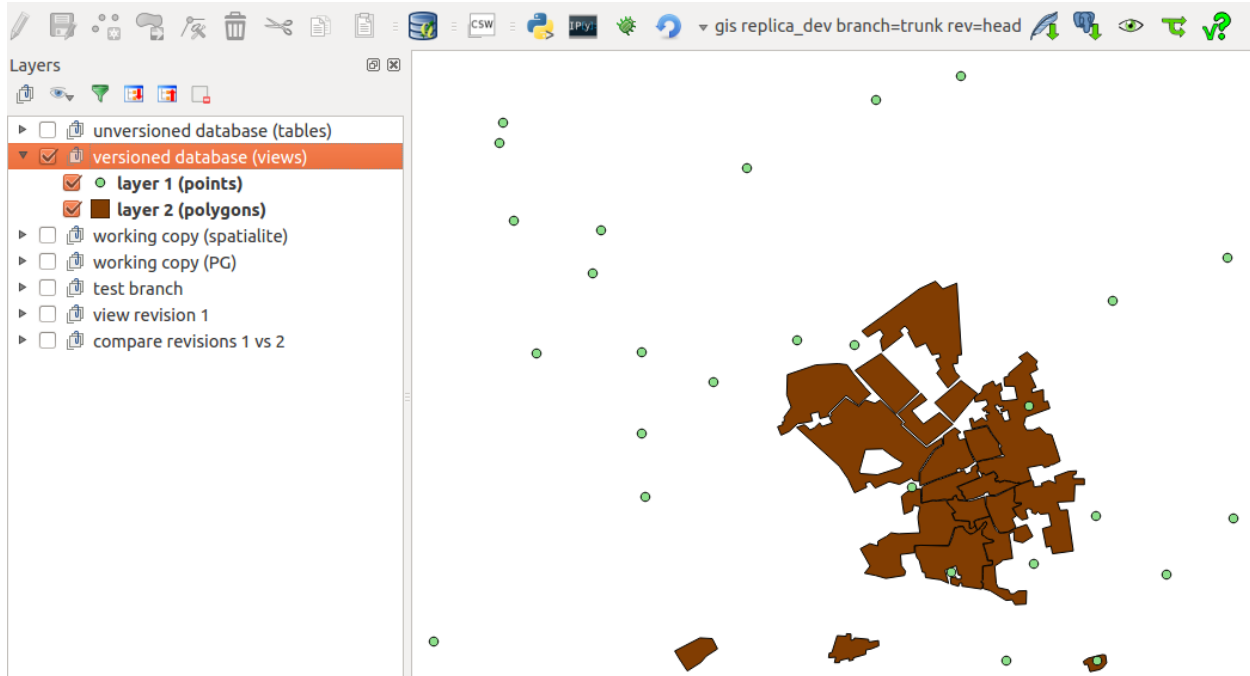 CSW
IP[y]:
gis replica_dev branch=trunk rev=head
Layers
unversioned database (tables)
versioned database (views)
layer 1 (points)
layer 2 (polygons)
working copy (spatialite)
working copy (PG)
test branch
view revision 1
compare revisions 1 vs 2